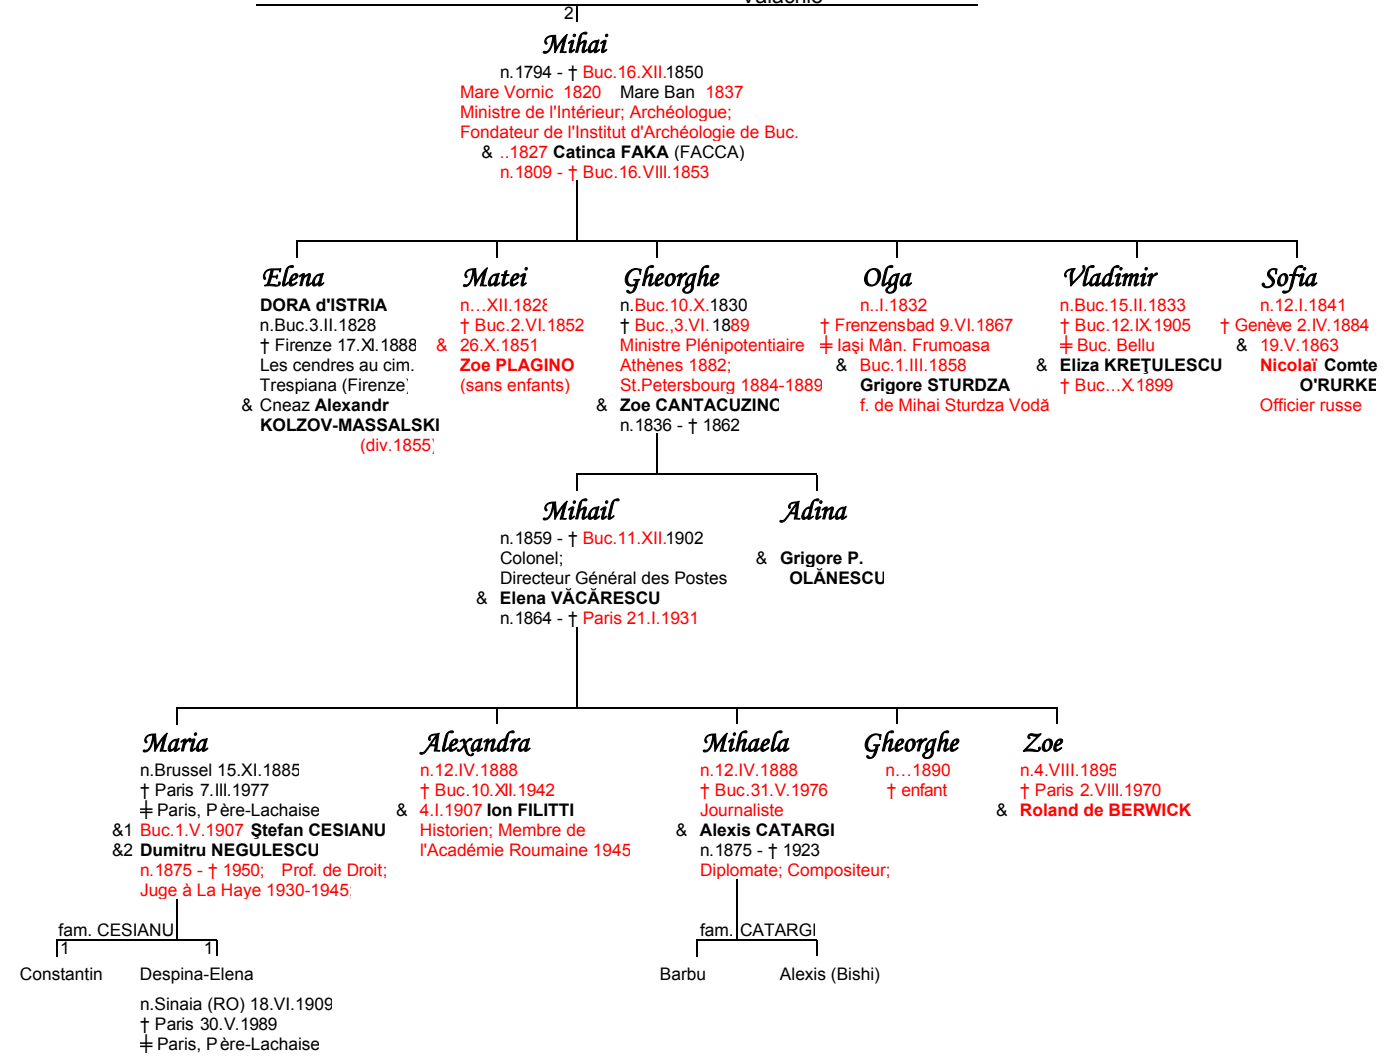 2
Mihai
n.1794 - † Buc.16.XII.1850
Mare Vornic 1820 Mare Ban 1837
Ministre de l'Intérieur; Archéologue;
Fondateur de l'Institut d'Archéologie de Buc.
& ..1827 Catinca FAKA (FACCA)
n.1809 - † Buc.16.VIII.1853
Elena
DORA d'ISTRIA
n.Buc.3.II.1828
† Firenze 17.XI.1888
Les cendres au cim.
Trespiana (Firenze)
& Cneaz Alexandr
KOLZOV-MASSALSKI
(div.1855)
Matei
n...XII.1828
† Buc.2.VI.1852
& 26.X.1851
Zoe PLAGINO
(sans enfants)
Gheorghe
n.Buc.10.X.1830
† Buc.,3.VI.1889
Ministre Plénipotentiaire
Athènes 1882;
St.Petersbourg 1884-1889
& Zoe CANTACUZINO
n.1836 - † 1862
Olga
n..I.1832
† Frenzensbad 9.VI.1867
╪ Iaşi Mân. Frumoasa
& Buc.1.III.1858
Grigore STURDZA
f. de Mihai Sturdza Vodă
Vladimir
n.Buc.15.II.1833
† Buc.12.IX.1905
╪ Buc. Bellu
& Eliza KREŢULESCU
† Buc...X.1899
Sofia
n.12.I.1841
† Genève 2.IV.1884
& 19.V.1863
Nicolaï Comte
O'RURKE
Officier russe
Mihail
n.1859 - † Buc.11.XII.1902
Colonel;
Directeur Général des Postes
& Elena VĂCĂRESCU
n.1864 - † Paris 21.I.1931
Adina
& Grigore P.
OLĂNESCU
Maria
n.Brussel 15.XI.1885
† Paris 7.III.1977
╪ Paris, Père-Lachaise
&1 Buc.1.V.1907 Ştefan CESIANU
&2 Dumitru NEGULESCU
n.1875 - † 1950; Prof. de Droit;
Juge à La Haye 1930-1945;
Alexandra
n.12.IV.1888
† Buc.10.XII.1942
& 4.I.1907 Ion FILITTI
Historien; Membre de
l'Académie Roumaine 1945
Mihaela
n.12.IV.1888
† Buc.31.V.1976
Journaliste
& Alexis CATARGI
n.1875 - † 1923
Diplomate; Compositeur;
Gheorghe
n...1890
† enfant
Zoe
n.4.VIII.1895
† Paris 2.VIII.1970
& Roland de BERWICK
fam. CESIANU
1 1
Constantin
Despina-Elena
n.Sinaia (RO) 18.VI.1909
† Paris 30.V.1989
╪ Paris, Père-Lachaise
fam. CATARGI
Barbu
Alexis (Bishi)